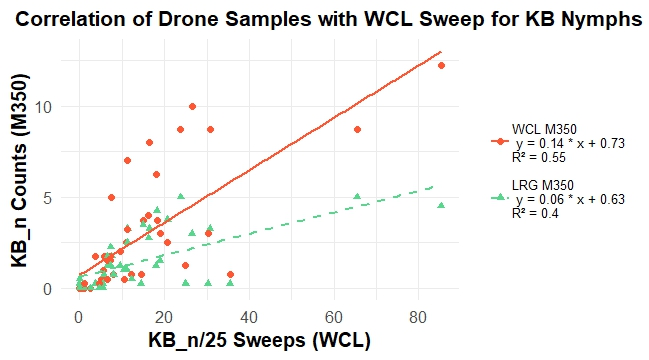 Correlation of Drone Samples with WCL Sweep for KB Nymphs
KB_n Counts (M350)
10
5
0
0 20 40 60 80
KB_n/25 Sweeps (WCL)
WCL M350
y = 0.14 * x + 0.73
R² = 0.55
LRG M350
y = 0.06 * x + 0.63
R² = 0.4